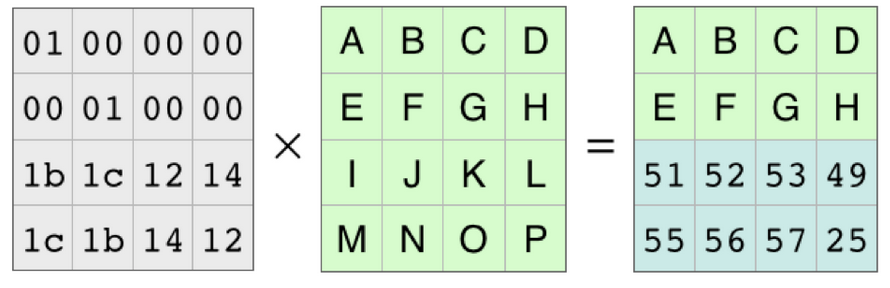 01 00 00 00 A B C D A B C D
00 01 00 00 E F G H E F G H
× =
1b 1c 12 14 I J K L 51 52 53 49
1c 1b 14 12 M N O P 55 56 57 25